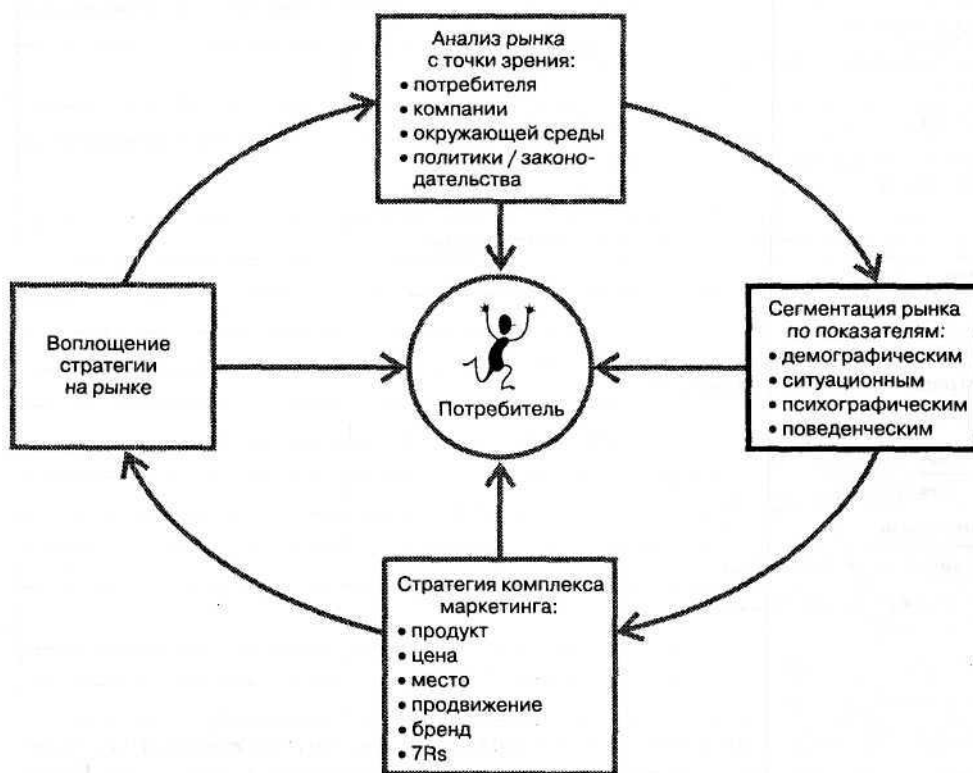 Анализ рынка
с точки зрения:
• потребителя
• компании
• окружающей среды
• политики / законо-
дательства
Воплощение
стратегии
на рынке
Потребитель
Сегментация рынка
по показателям:
• демографическим
• ситуационным
• психографическим
• поведенческим
Стратегия комплекса
маркетинга:
• продукт
• цена
• место
• продвижение
• бренд
• 7Rs